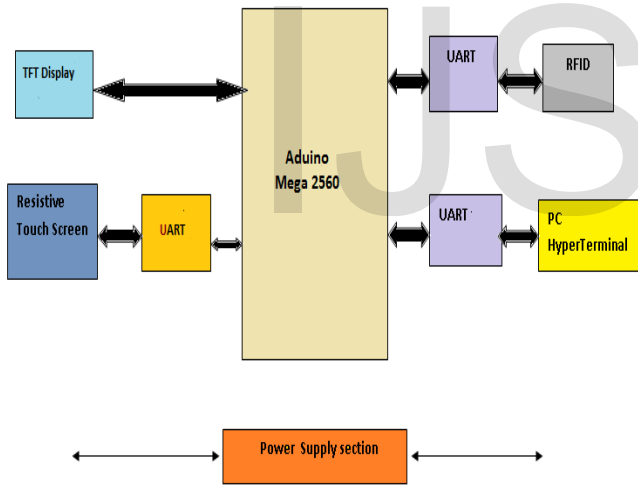 IJS
TFT Display
UART
RFID
Aduino
Mega 2560
Resistive
Touch Screen
UART
UART
PC
HyperTerminal
Power Supply section